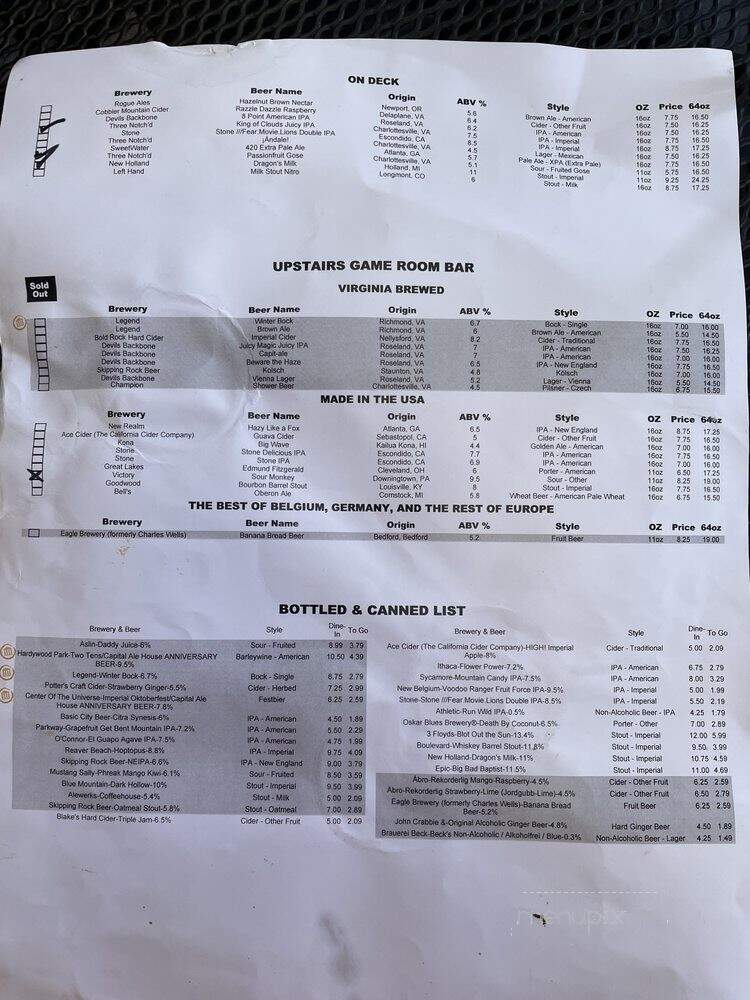 ON DECK
Brewery Beer Name Origin ABV % Style OZ Price 64oz
Rogue Ales Hazelnut Brown Nectar Newport, OR 5.6 Brown Ale - American 16oz 7.75 16.50
Cobbler Mountain Cider Razzle Dazzle Raspberry Delaplane, VA 6.4 Cider - Other Fruit 16oz 7.50 16.25
Devils Backbone 8 Point American IPA Roseland, VA 6.2 IPA - American 16oz 7.50 16.25
Three Notch'd King of Clouds Juicy IPA Charlottesville, VA 7.5 IPA - Imperial 16oz 7.75 16.50
Stone Stone ///Fear.Movie.Lions Double IPA Escondido, CA 8.5 IPA - Imperial 16oz 8.75 17.25
Three Notch'd ¡Ándale! Charlottesville, VA 4.5 Lager - Mexican 16oz 7.50 16.25
SweetWater 420 Extra Pale Ale Atlanta, GA 5.7 Pale Ale - XPA (Extra Pale) 16oz 7.75 16.50
Three Notch'd Passionfruit Gose Charlottesville, VA 5.1 Sour - Fruited Gose 11oz 5.75 16.50
New Holland Dragon's Milk Holland, MI 11 Stout - Imperial 11oz 9.25 24.25
Left Hand Milk Stout Nitro Longmont, CO 6 Stout - Milk 16oz 8.75 17.25
UPSTAIRS GAME ROOM BAR
Sold
Out
VIRGINIA BREWED
Brewery Beer Name Origin ABV % Style OZ Price 64oz
Legend Winter Bock Richmond, VA 6.7 Bock - Single 16oz 7.00 16.00
Legend Brown Ale Richmond, VA 6 Brown Ale - American 16oz 5.50 14.50
Bold Rock Hard Cider Imperial Cider Nellysford, VA 8.2 Cider - Traditional 16oz 7.75 16.50
Devils Backbone Juicy Magic Juicy IPA Roseland, VA 7 IPA - American 16oz 7.50 16.25
Devils Backbone Capit-ale Roseland, VA 7 IPA - American 16oz 7.00 16.00
Devils Backbone Beware the Haze Roseland, VA 6.5 IPA - New England 16oz 7.75 16.50
Skipping Rock Beer Kolsch Staunton, VA 4.8 Kölsch 16oz 7.00 16.00
Devils Backbone Vienna Lager Roseland, VA 5.2 Lager - Vienna 16oz 5.50 14.50
Champion Shower Beer Charlottesville, VA 4.5 Pilsner - Czech 16oz 6.75 15.50
MADE IN THE USA
Brewery Beer Name Origin ABV % Style OZ Price 64oz
New Realm Hazy Like a Fox Atlanta, GA 6.5 IPA - New England 16oz 8.75 17.25
Ace Cider (The California Cider Company) Guava Cider Sebastopol, CA 5 Cider - Other Fruit 16oz 7.75 16.50
Kona Big Wave Kailua Kona, HI 4.4 Golden Ale - American 16oz 7.00 16.00
Stone Stone Delicious IPA Escondido, CA 7.7 IPA - American 16oz 7.75 16.50
Stone Stone IPA Escondido, CA 6.9 IPA - American 16oz 7.00 16.00
Great Lakes Edmund Fitzgerald Cleveland, OH 6 Porter - American 11oz 6.50 17.25
Victory Sour Monkey Downingtown, PA 9.5 Sour - Other 11oz 8.25 19.00
Goodwood Bourbon Barrel Stout Louisville, KY 8 Stout - Imperial 16oz 7.75 16.50
Bell's Oberon Ale Comstock, MI 5.8 Wheat Beer - American Pale Wheat 16oz 6.75 15.50
THE BEST OF BELGIUM, GERMANY, AND THE REST OF EUROPE
Brewery Beer Name Origin ABV % Style OZ Price 64oz
Eagle Brewery (formerly Charles Wells) Banana Bread Beer Bedford, Bedford 5.2 Fruit Beer 11oz 8.25 19.00
BOTTLED & CANNED LIST
Brewery & Beer Style Dine-In To Go
Aslin-Daddy Juice-8% Sour - Fruited 8.99 3.79
Hardywood Park-Two Tens/Capital Ale House ANNIVERSARY Barleywine - American 10.50 4.39
BEER-9.5%
Legend-Winter Bock-6.7% Bock - Single 6.75 2.79
Potter's Craft Cider-Strawberry Ginger-5.5% Cider - Herbed 7.25 2.99
Center Of The Universe-Imperial Oktoberfest/Capital Ale Festbier 6.25 2.59
House ANNIVERSARY BEER-7.8%
Basic City Beer-Citra Synesis-6% IPA - American 4.50 1.89
Parkway-Grapefruit Get Bent Mountain IPA-7.2% IPA - American 5.50 2.29
O'Connor-El Guapo Agave IPA-7.5% IPA - American 4.75 1.99
Reaver Beach-Hoptopus-8.8% IPA - Imperial 9.75 4.09
Skipping Rock Beer-NEIPA-6.6% IPA - New England 9.00 3.79
Mustang Sally-Phreak Mango Kiwi-6.1% Sour - Fruited 8.50 3.59
Blue Mountain-Dark Hollow-10% Stout - Imperial 9.50 3.99
Alewerks-Coffeehouse-5.4% Stout - Milk 5.00 2.09
Skipping Rock Beer-Oatmeal Stout-5.8% Stout - Oatmeal 7.00 2.89
Blake's Hard Cider-Triple Jam-6.5% Cider - Other Fruit 5.00 2.09
Brewery & Beer Style Dine-In To Go
Ace Cider (The California Cider Company)-HIGH! Imperial Cider - Traditional 5.00 2.09
Apple-8%
Ithaca-Flower Power-7.2% IPA - American 6.75 2.79
Sycamore-Mountain Candy IPA-7.5% IPA - American 8.00 3.29
New Belgium-Voodoo Ranger Fruit Force IPA-9.5% IPA - Imperial 5.00 1.99
Stone-Stone ///Fear.Movie.Lions Double IPA-8.5% IPA - Imperial 5.50 2.19
Athletic-Run Wild IPA-0.5% Non-Alcoholic Beer - IPA 4.25 1.79
Oskar Blues Brewery®-Death By Coconut-6.5% Porter - Other 7.00 2.89
3 Floyds-Blot Out the Sun-13.4% Stout - Imperial 12.00 5.99
Boulevard-Whiskey Barrel Stout-11.8% Stout - Imperial 9.50 3.99
New Holland-Dragon's Milk-11% Stout - Imperial 10.75 4.59
Epic-Big Bad Baptist-11.5% Stout - Imperial 11.00 4.69
Åbro-Rekorderlig Mango-Raspberry-4.5% Cider - Other Fruit 6.25 2.59
Åbro-Rekorderlig Strawberry-Lime (Jordgubb-Lime)-4.5% Cider - Other Fruit 6.50 2.79
Eagle Brewery (formerly Charles Wells)-Banana Bread Fruit Beer 6.25 2.59
Beer-5.2%
John Crabbie &-Original Alcoholic Ginger Beer-4.8% Hard Ginger Beer 4.50 1.89
Brauerei Beck-Beck's Non-Alcoholic / Alkoholfrei / Blue-0.3% Non-Alcoholic Beer - Lager 4.25 1.49
menupix